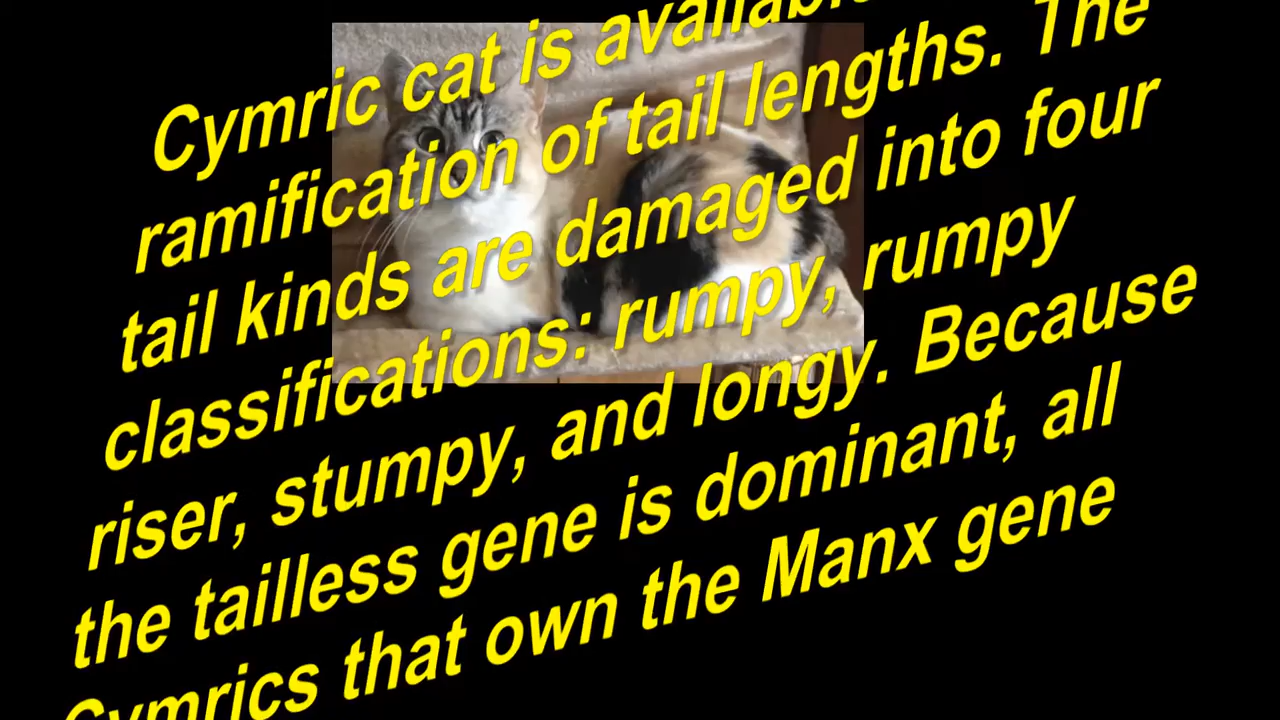 Cymric cat is available
ramification of tail lengths. The
tail kinds are damaged into four
classifications: rumpy, rumpy
riser, stumpy, and longy. Because
the tailless gene is dominant, all
Cymrics that own the Manx gene